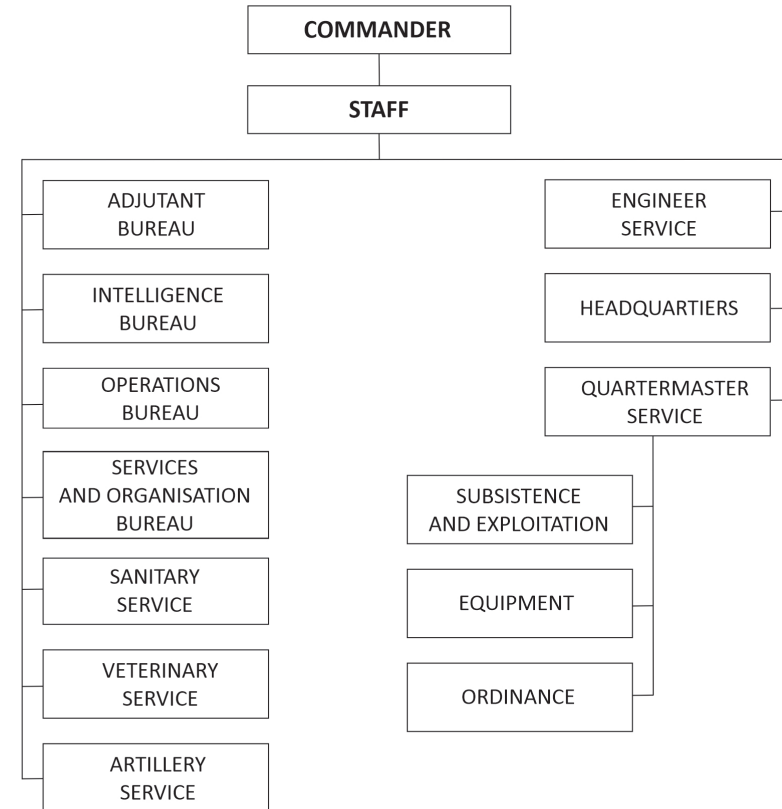 COMMANDER
STAFF
ADJUTANT
BUREAU
INTELLIGENCE
BUREAU
OPERATIONS
BUREAU
SERVICES
AND ORGANISATION
BUREAU
SANITARY
SERVICE
VETERINARY
SERVICE
ARTILLERY
SERVICE
ENGINEER
SERVICE
HEADQUARTIERS
QUARTERMASTER
SERVICE
SUBSISTENCE
AND EXPLOITATION
EQUIPMENT
ORDINANCE